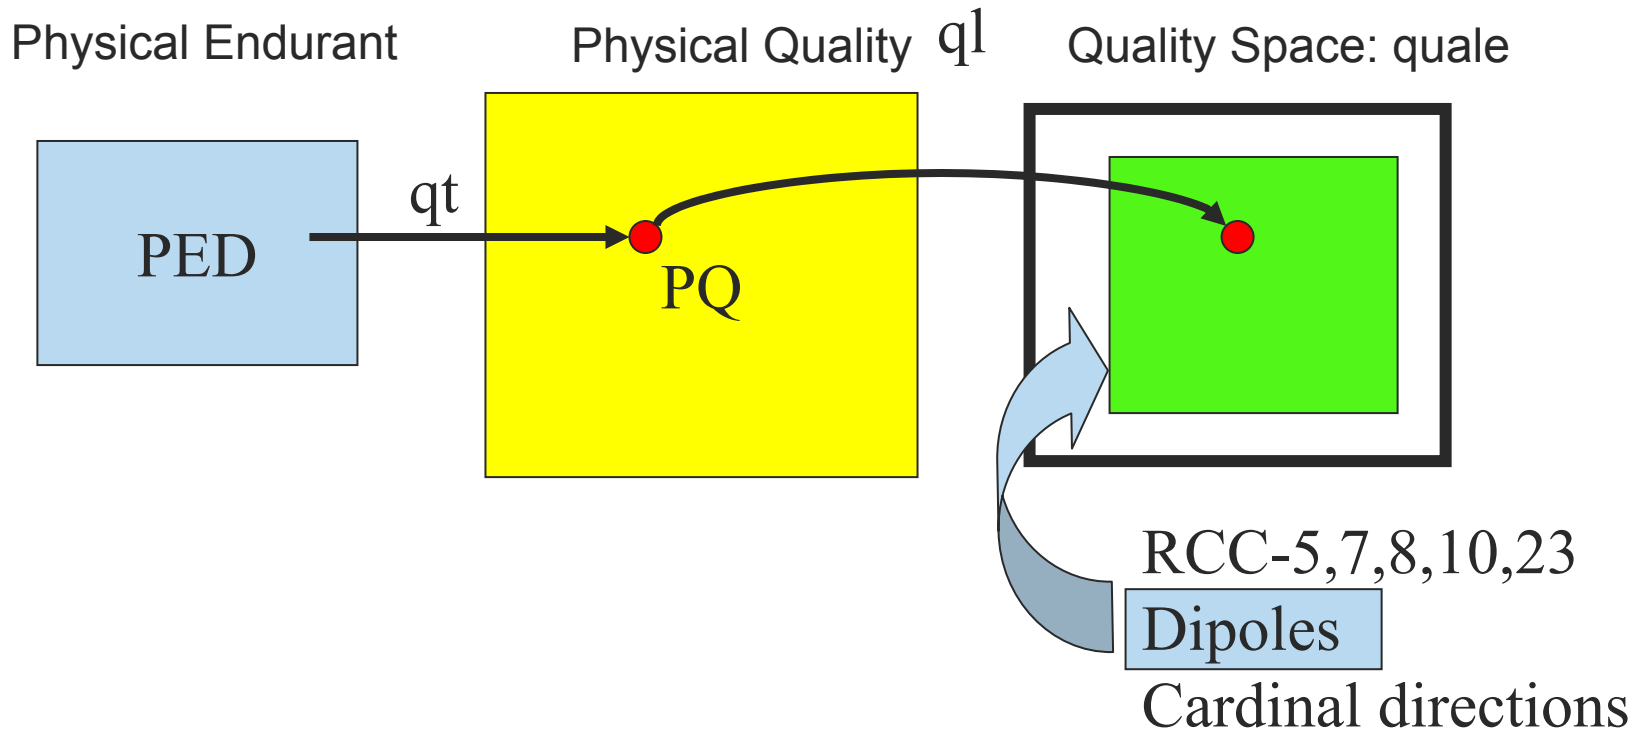 Physical Endurant
Physical Quality
ql
Quality Space: quale
qt
PED
PQ
RCC-5,7,8,10,23
Dipoles
Cardinal directions